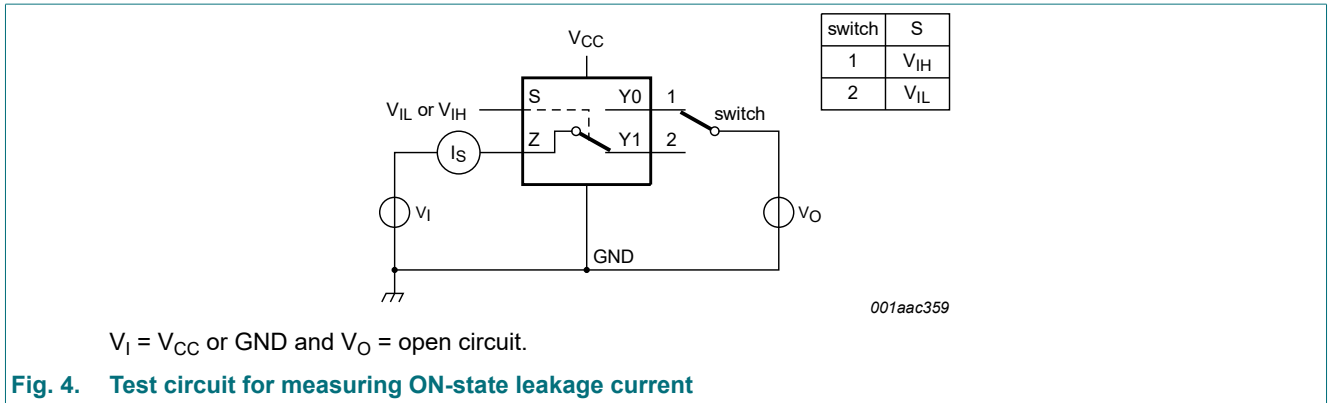 switch S
1 VIH
2 VIL
VCC
S Y0 1
VIL or VIH
switch
Z Y1 2
IS
VI
VO
GND
001aac359
VI = VCC or GND and VO = open circuit.
Fig. 4. Test circuit for measuring ON-state leakage current